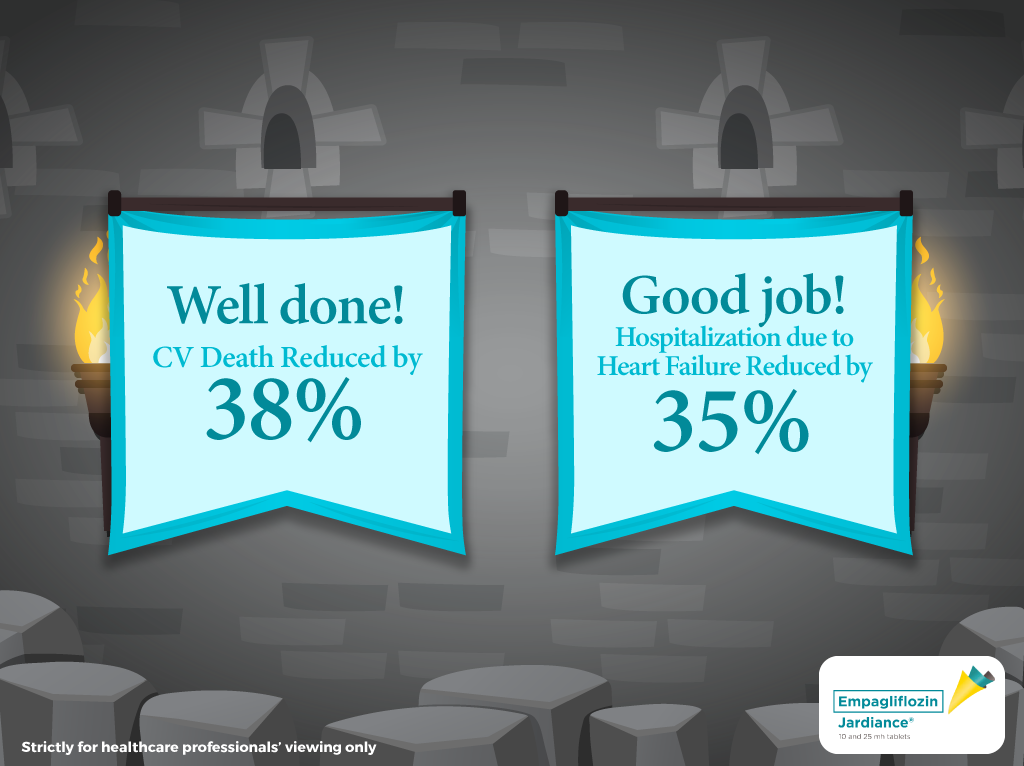 Well done!
CV Death Reduced by
38%
Good job!
Hospitalization due to
Heart Failure Reduced by
35%
Empagliflozin
Jardiance®
10 and 25 mh tablets
Strictly for healthcare professionals’ viewing only